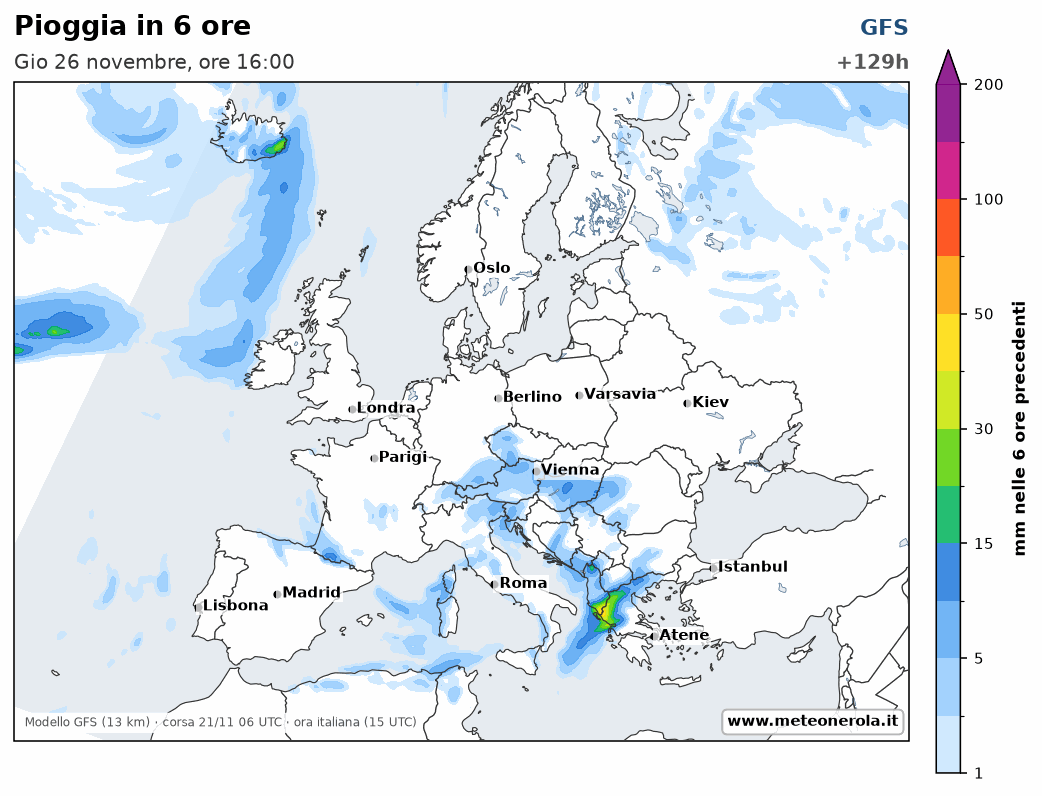 Pioggia in 6 ore
GFS
Gio 26 novembre, ore 16:00
+129h
200
100
50
30
15
5
1
mm nelle 6 ore precedenti
Oslo
Berlino
Varsavia
Kiev
Londra
Parigi
Vienna
Istanbul
Roma
Madrid
Lisbona
Atene
Modello GFS (13 km) · corsa 21/11 06 UTC · ora italiana (15 UTC)
www.meteonerola.it